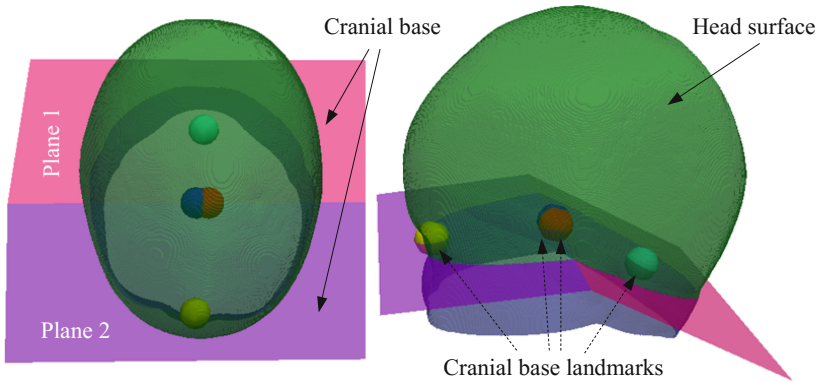 Cranial base
Head surface
Plane 1
Plane 2
Cranial base landmarks